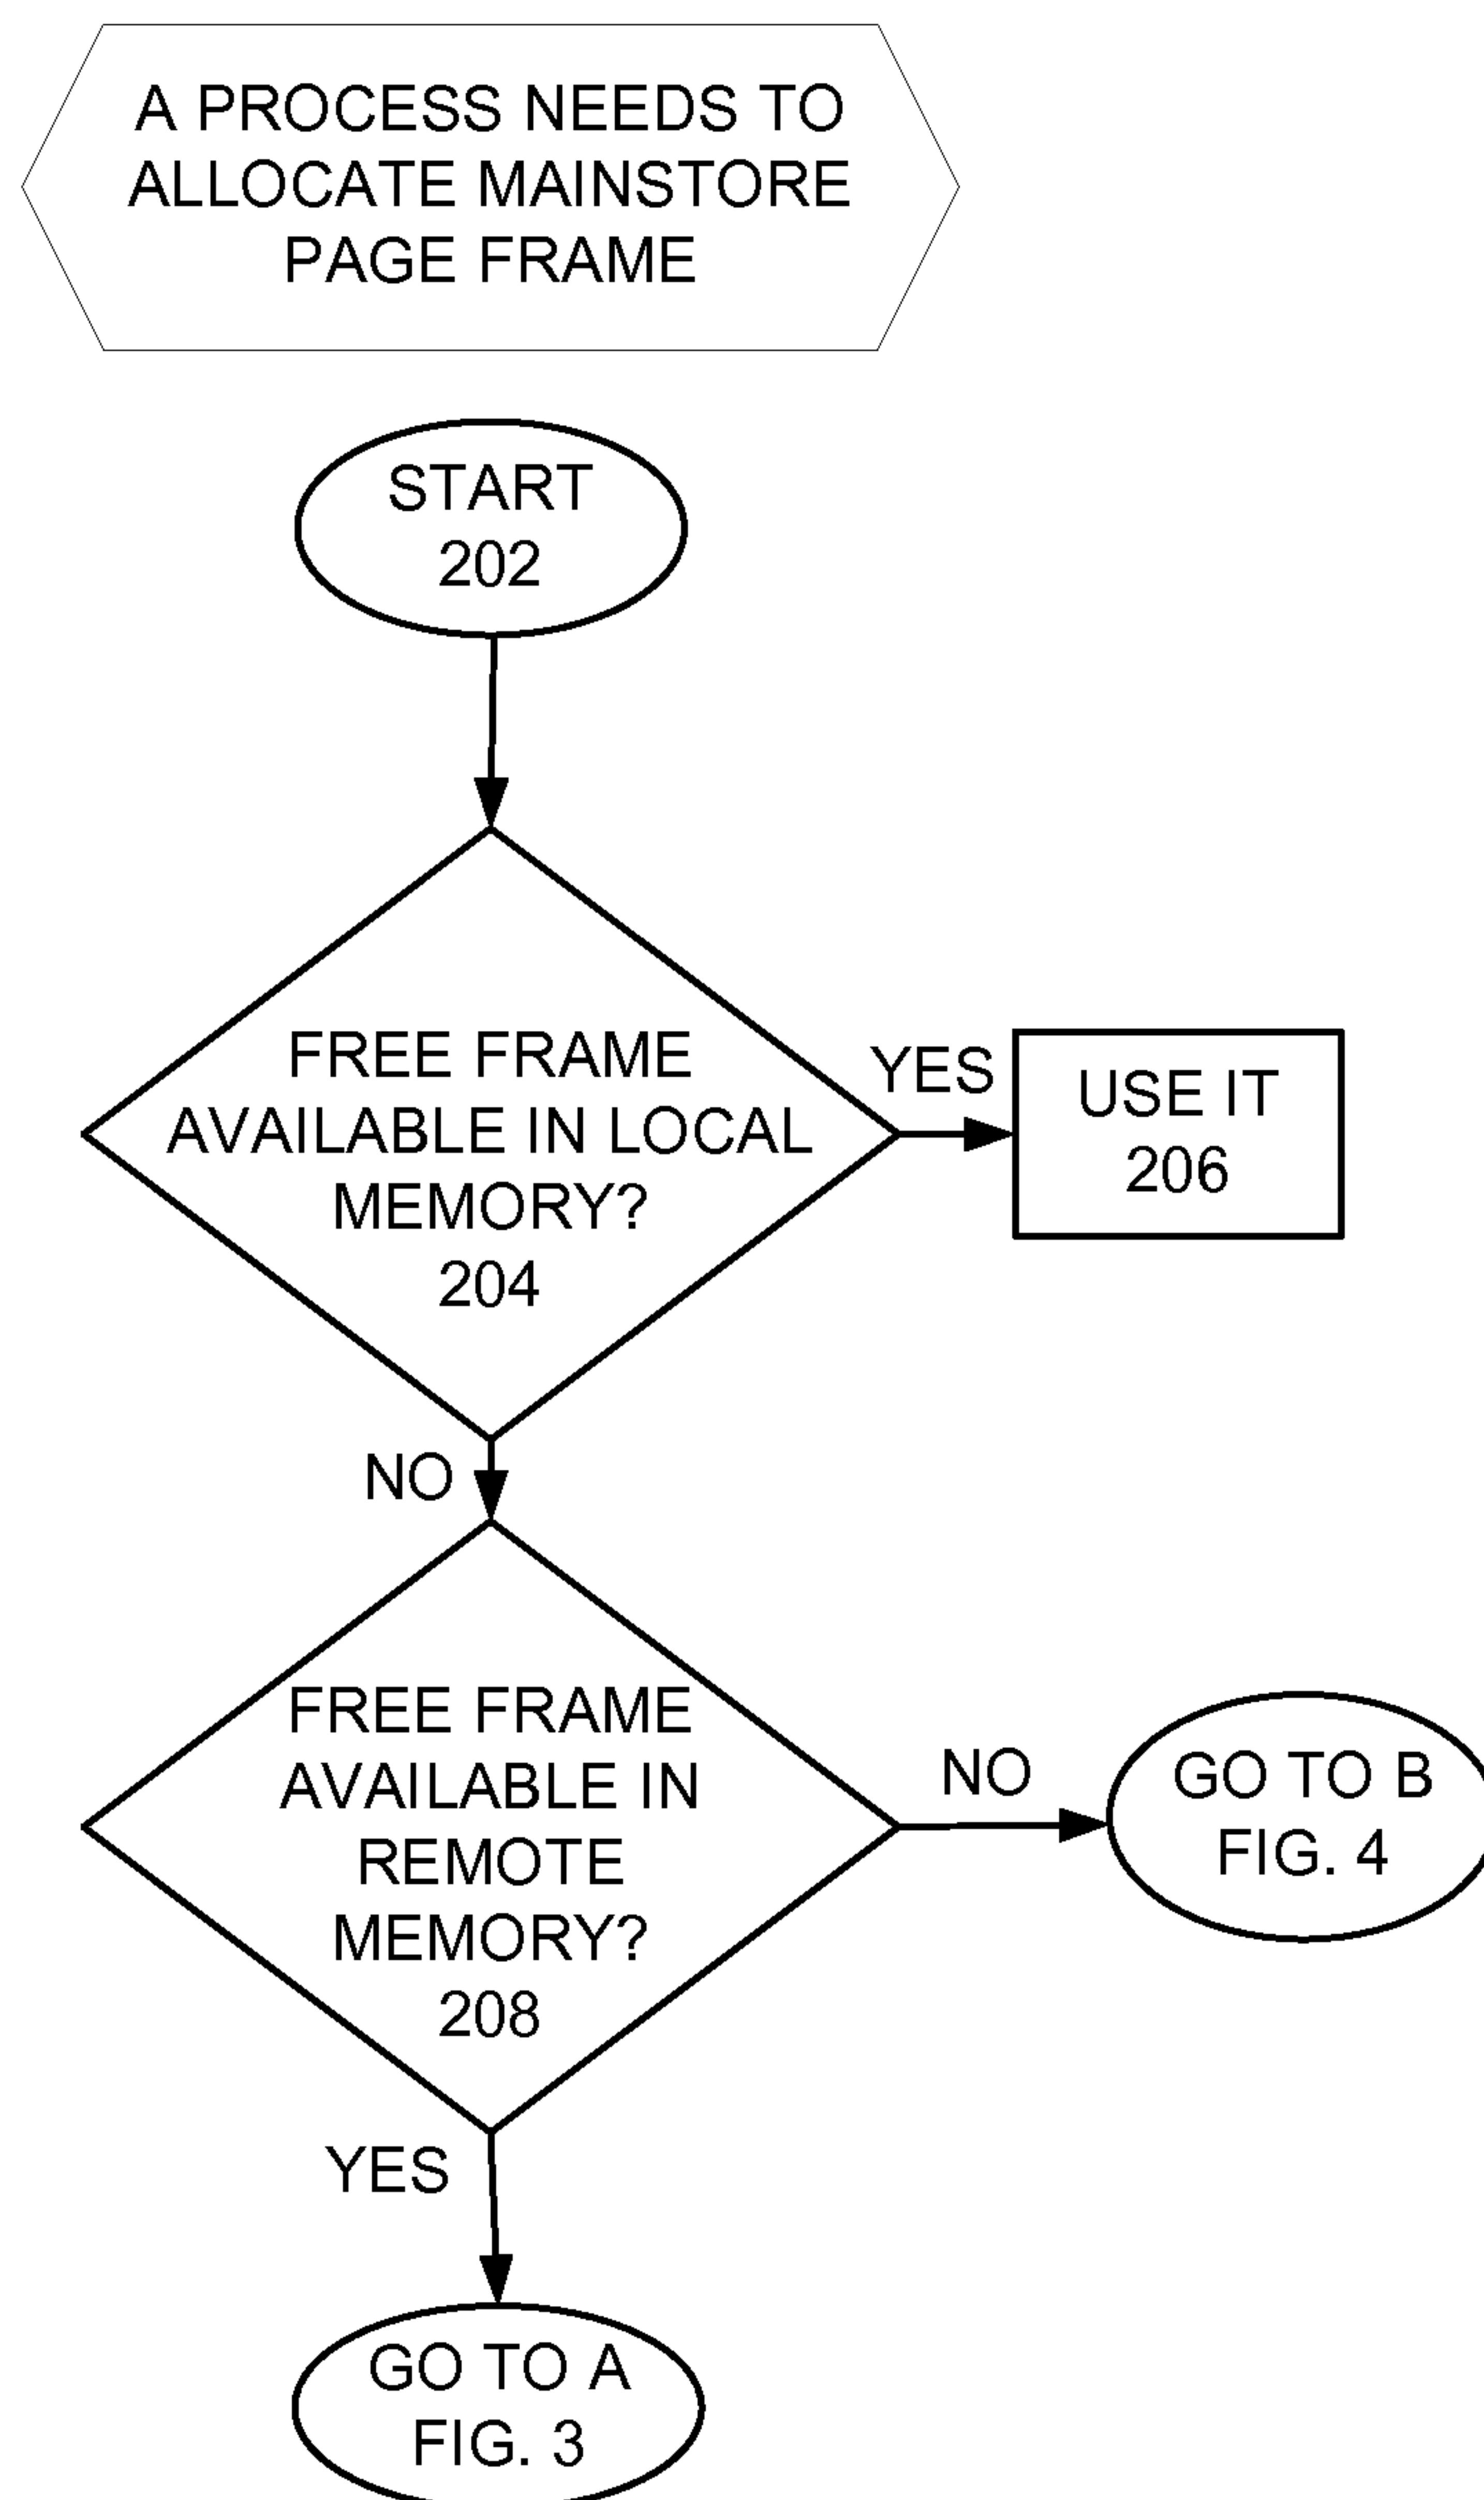 A PROCESS NEEDS TO
ALLOCATE MAINSTORE
PAGE FRAME
START
202
FREE FRAME
AVAILABLE IN LOCAL
MEMORY?
204
YES
USE IT
206
NO
FREE FRAME
AVAILABLE IN
REMOTE
MEMORY?
208
NO
GO TO B
FIG. 4
YES
GO TO A
FIG. 3